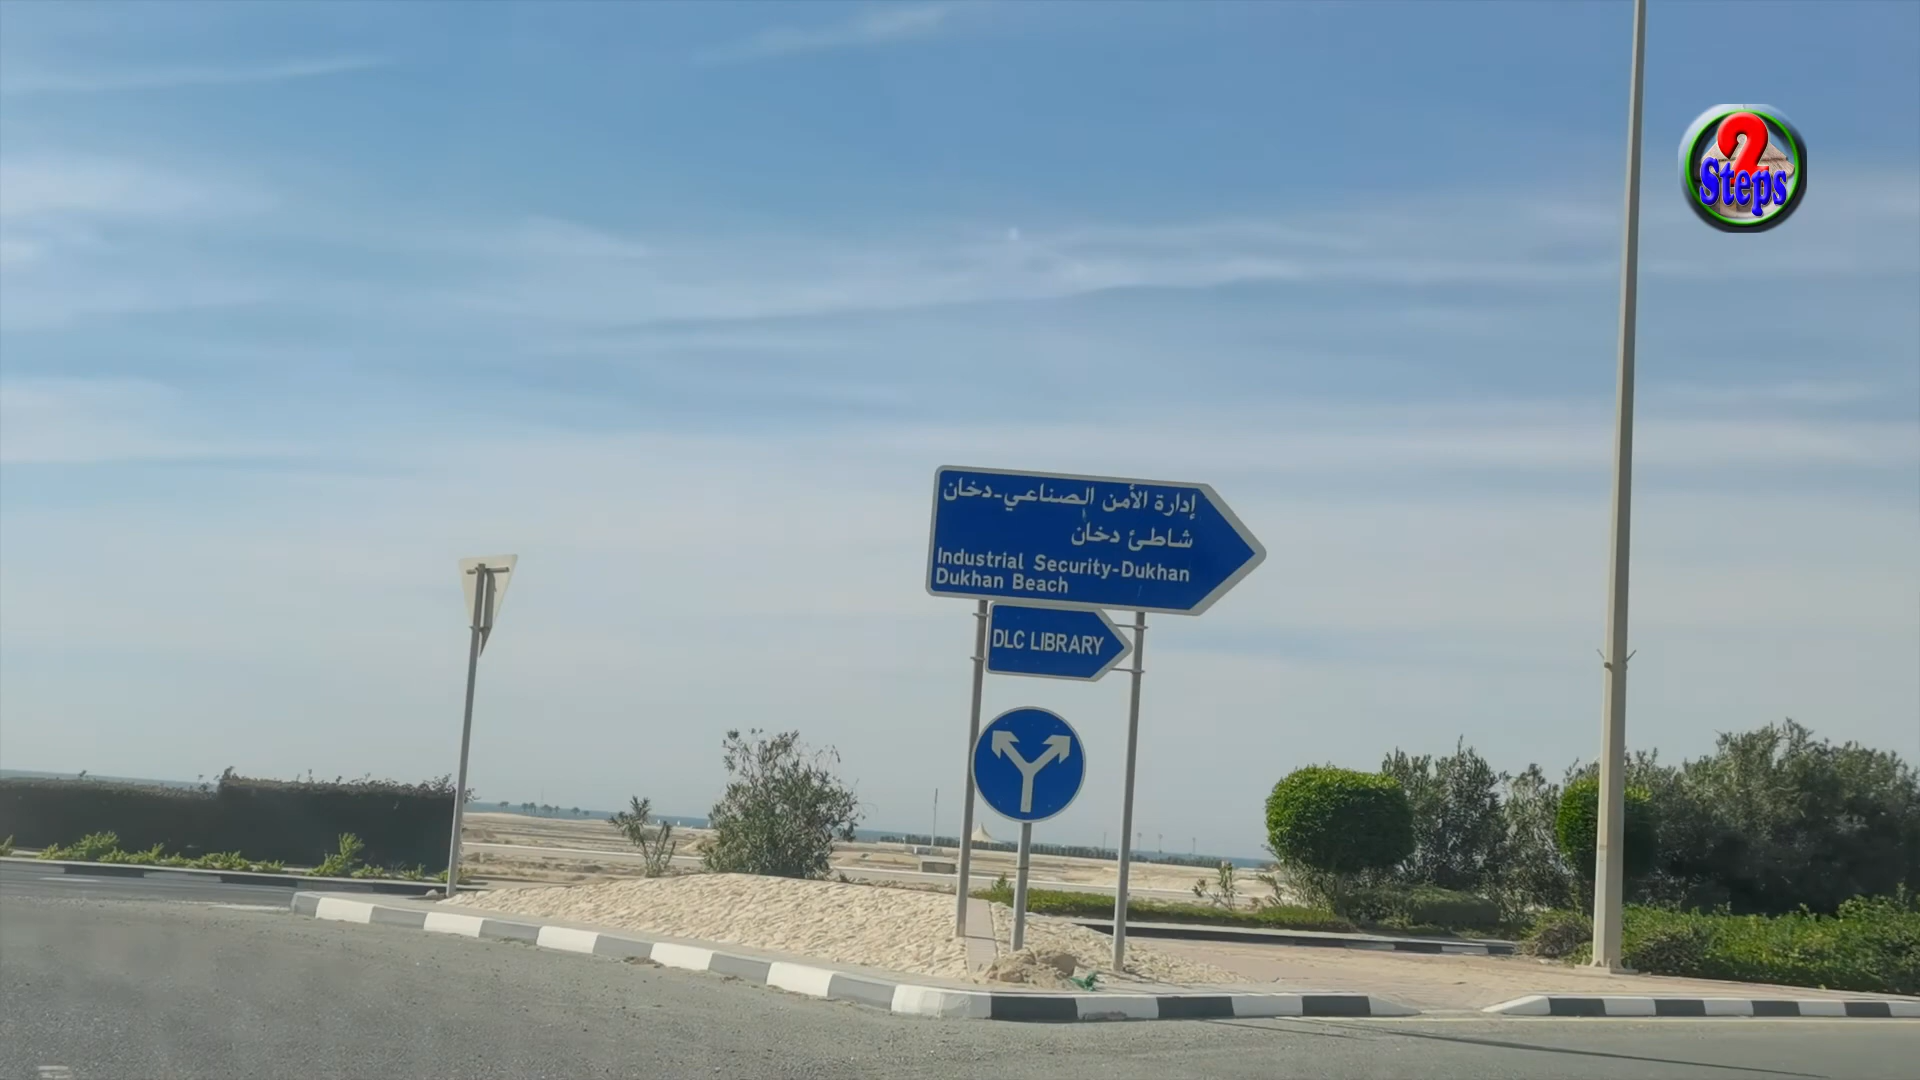 2
Steps
إدارة الأمن الصناعي-دخان
شاطئ دخان
Industrial Security-Dukhan
Dukhan Beach
DLC LIBRARY